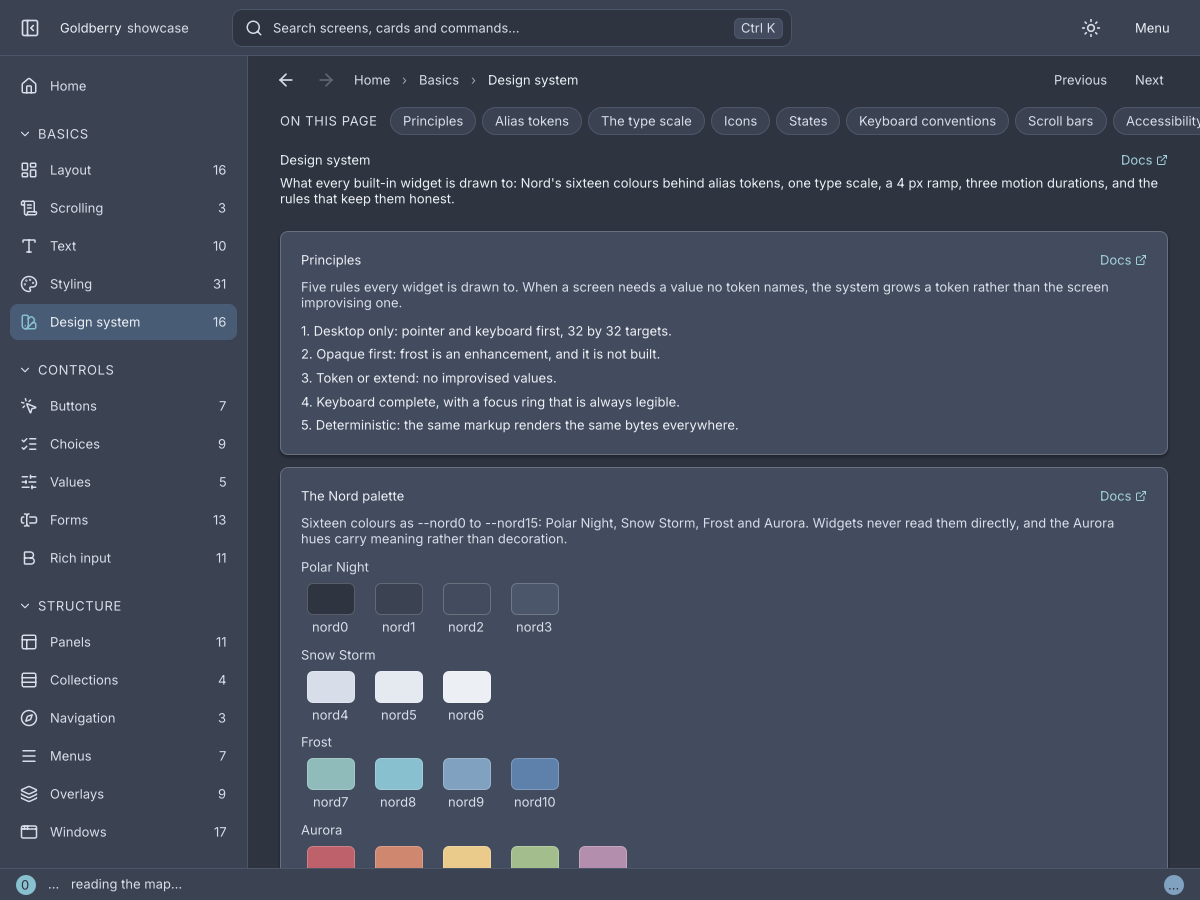 Goldberry showcase
Search screens, cards and commands...
Ctrl K
Menu
Home
BASICS
Layout 16
Scrolling 3
Text 10
Styling 31
Design system 16
CONTROLS
Buttons 7
Choices 9
Values 5
Forms 13
Rich input 11
STRUCTURE
Panels 11
Collections 4
Navigation 3
Menus 7
Overlays 9
Windows 17
Home › Basics › Design system
Previous Next
ON THIS PAGE Principles Alias tokens The type scale Icons States Keyboard conventions Scroll bars Accessibility
Design system Docs
What every built-in widget is drawn to: Nord's sixteen colours behind alias tokens, one type scale, a 4 px ramp, three motion durations, and the
rules that keep them honest.
Principles Docs
Five rules every widget is drawn to. When a screen needs a value no token names, the system grows a token rather than the screen
improvising one.
1. Desktop only: pointer and keyboard first, 32 by 32 targets.
2. Opaque first: frost is an enhancement, and it is not built.
3. Token or extend: no improvised values.
4. Keyboard complete, with a focus ring that is always legible.
5. Deterministic: the same markup renders the same bytes everywhere.
The Nord palette Docs
Sixteen colours as --nord0 to --nord15: Polar Night, Snow Storm, Frost and Aurora. Widgets never read them directly, and the Aurora
hues carry meaning rather than decoration.
Polar Night
nord0 nord1 nord2 nord3
Snow Storm
nord4 nord5 nord6
Frost
nord7 nord8 nord9 nord10
Aurora
0 ... reading the map...
...